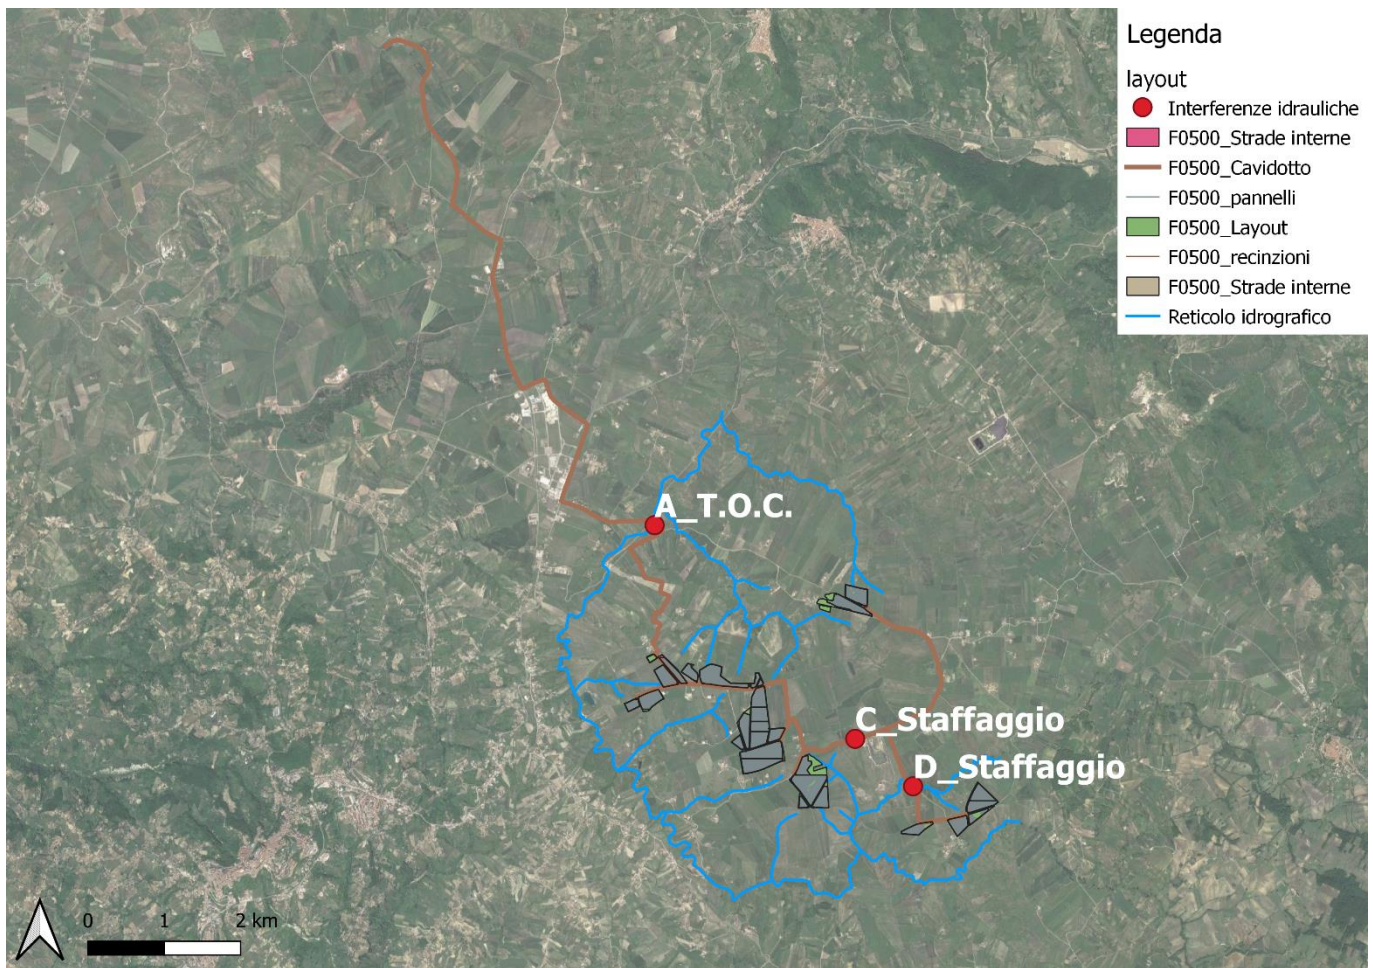 Legenda
layout
Interferenze idrauliche
F0500_Strade interne
F0500_Cavidotto
F0500_pannelli
F0500_Layout
F0500_recinzioni
F0500_Strade interne
Reticolo idrografico
A_T.O.C.
C_Staffaggio
D_Staffaggio
0 1 2 km